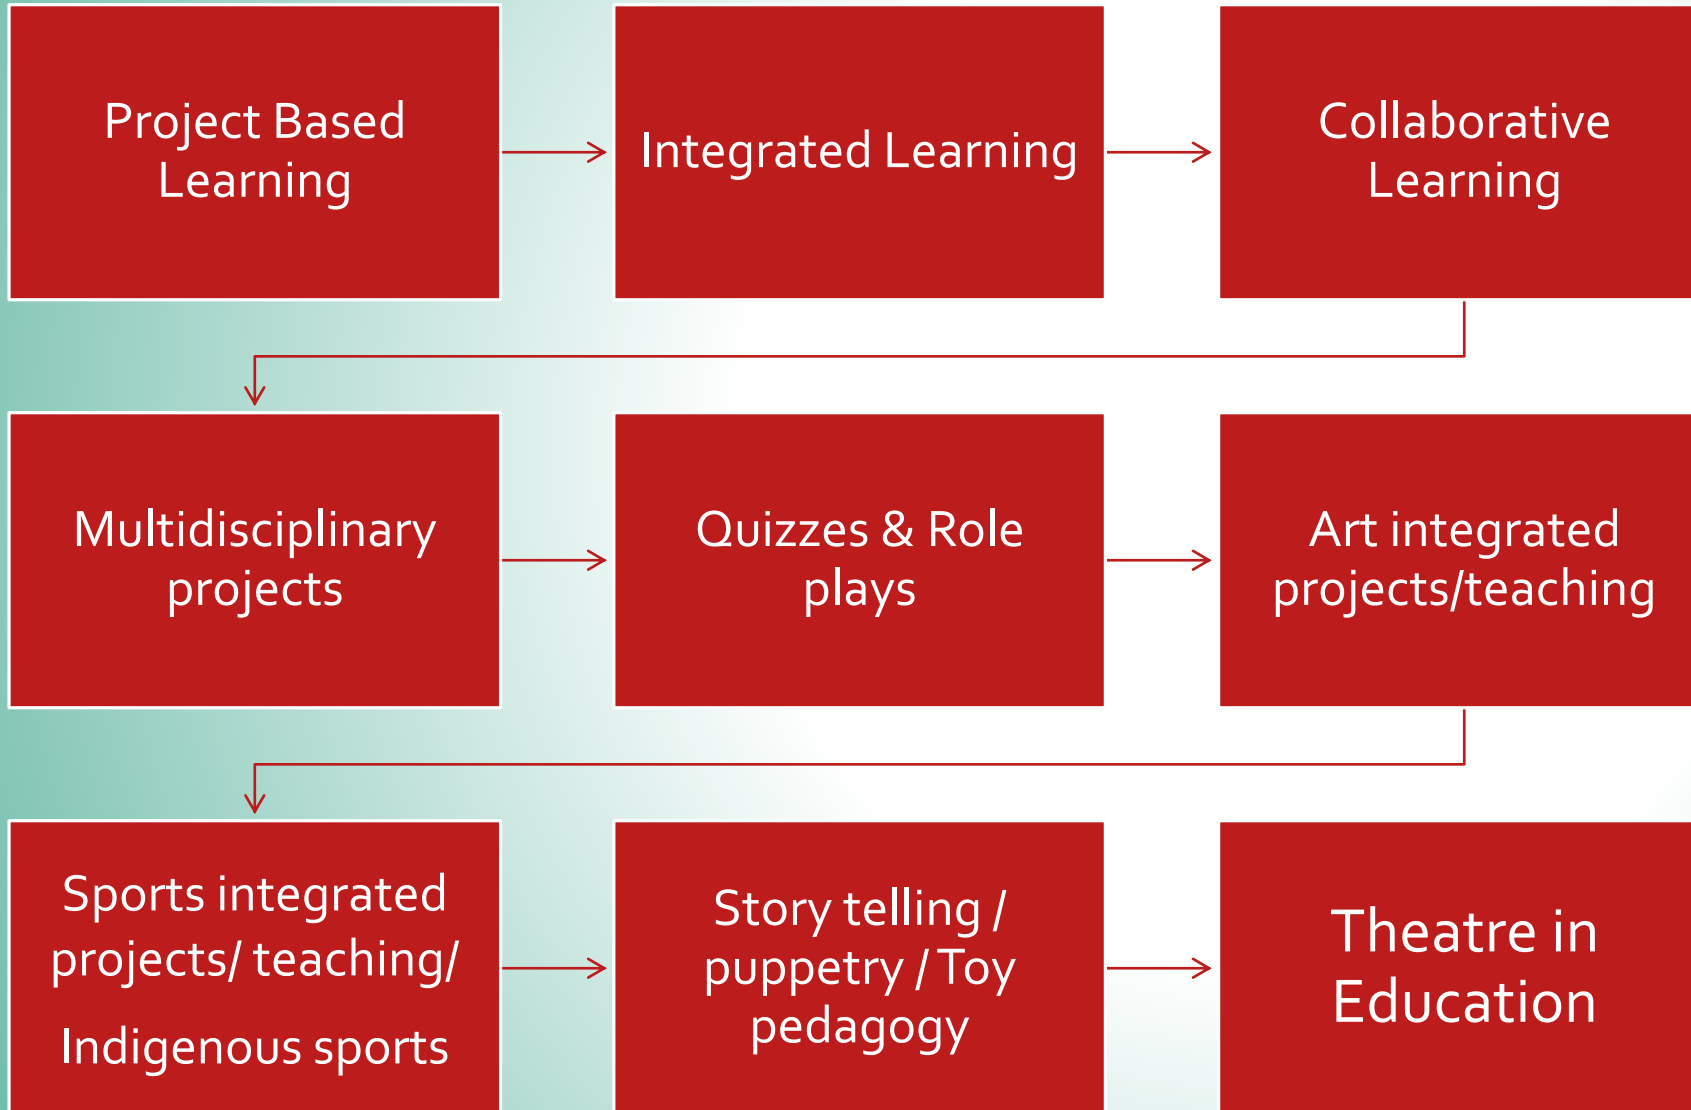 Project Based
Learning
Integrated Learning
Collaborative
Learning
Multidisciplinary
projects
Quizzes & Role
plays
Art integrated
projects/teaching
Sports integrated
projects/ teaching/
Indigenous sports
Story telling /
puppetry / Toy
pedagogy
Theatre in
Education